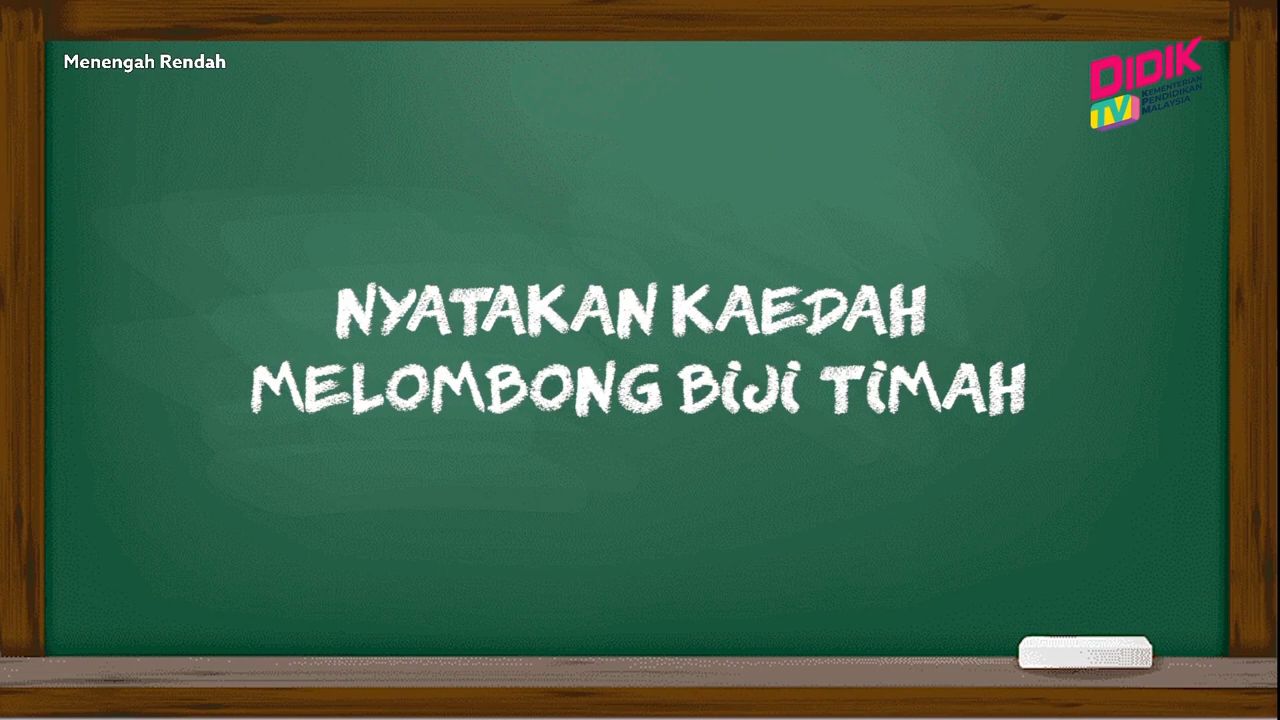 Menengah Rendah
DIDIK
TV
KEMENTERIAN
PENDIDIKAN
MALAYSIA
NYATAKAN KAEDAH
MELOMBONG BIJI TIMAH